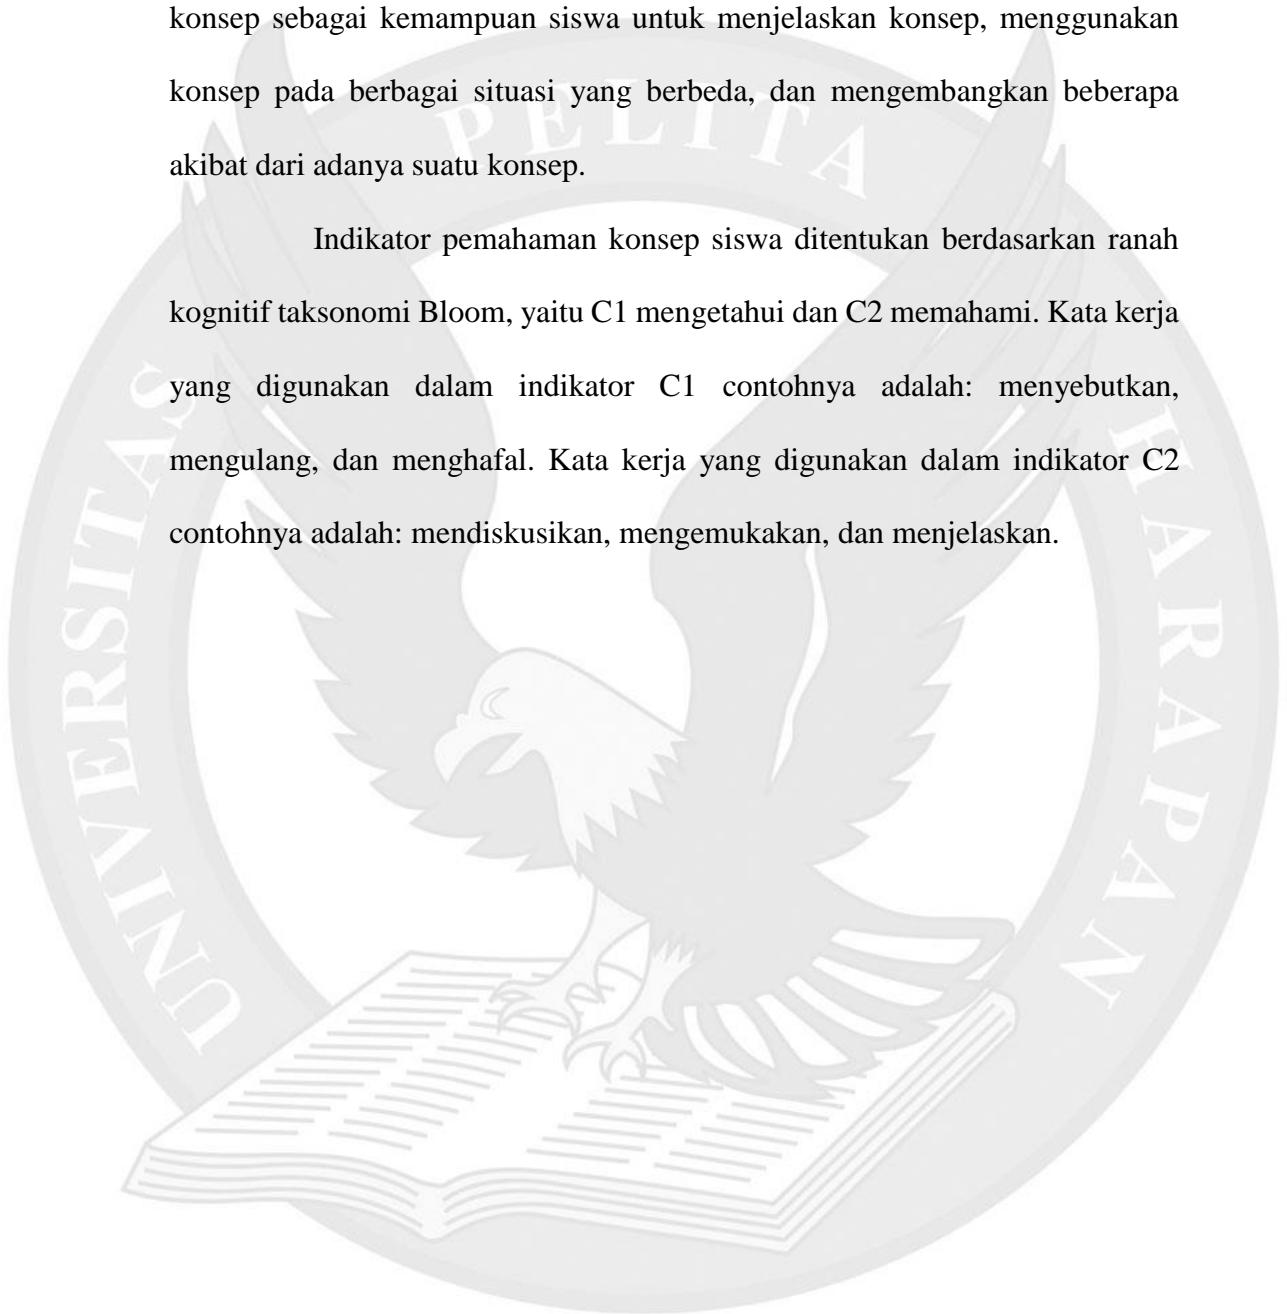 konsep sebagai kemampuan siswa untuk menjelaskan konsep, menggunakan
konsep pada berbagai situasi yang berbeda, dan mengembangkan beberapa
akibat dari adanya suatu konsep.
Indikator pemahaman konsep siswa ditentukan berdasarkan ranah
kognitif taksonomi Bloom, yaitu C1 mengetahui dan C2 memahami. Kata kerja
yang digunakan dalam indikator C1 contohnya adalah: menyebutkan,
mengulang, dan menghafal. Kata kerja yang digunakan dalam indikator C2
contohnya adalah: mendiskusikan, mengemukakan, dan menjelaskan.
UNIVERSITAS PELITA HARAPAN